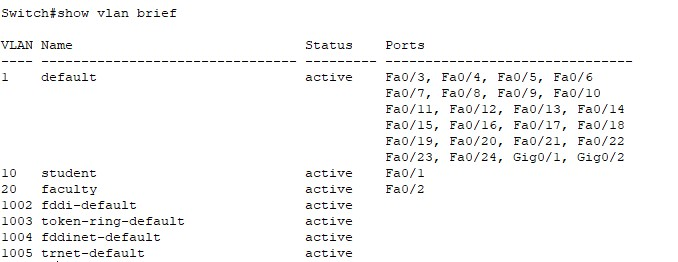 Switch#show vlan brief
VLAN Name                             Status    Ports
---- -------------------------------- --------- -------------------------------
1    default                          active    Fa0/3, Fa0/4, Fa0/5, Fa0/6
                                                Fa0/7, Fa0/8, Fa0/9, Fa0/10
                                                Fa0/11, Fa0/12, Fa0/13, Fa0/14
                                                Fa0/15, Fa0/16, Fa0/17, Fa0/18
                                                Fa0/19, Fa0/20, Fa0/21, Fa0/22
                                                Fa0/23, Fa0/24, Gig0/1, Gig0/2
10   student                          active    Fa0/1
20   faculty                          active    Fa0/2
1002 fddi-default                     active
1003 token-ring-default               active
1004 fddinet-default                  active
1005 trnet-default                    active